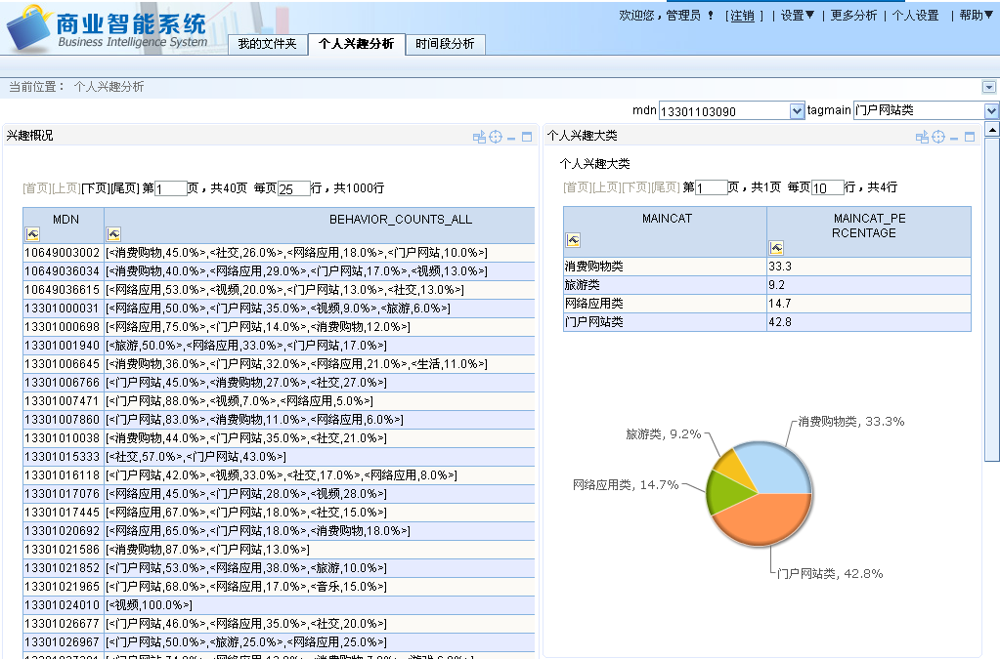 商业智能系统
Business Intelligence System
欢迎您，管理员 ！ [注销 ] | 设置▼ | 更多分析 | 个人设置 | 帮助▼
我的文件夹 个人兴趣分析 时间段分析
当前位置： 个人兴趣分析
mdn 13301103090 tagmain 门户网站类
兴趣概况
[首页][上页][下页][尾页] 第1页，共40页 每页25行，共1000行
MDN BEHAVIOR_COUNTS_ALL
10649003002 [<消费购物,45.0%>,<社交,26.0%>,<网络应用,18.0%>,<门户网站,10.0%>]
10649036034 [<消费购物,40.0%>,<网络应用,29.0%>,<门户网站,17.0%>,<视频,13.0%>]
10649036615 [<网络应用,53.0%>,<视频,20.0%>,<门户网站,13.0%>,<社交,13.0%>]
13301000031 [<网络应用,50.0%>,<门户网站,35.0%>,<视频,9.0%>,<旅游,6.0%>]
13301000698 [<网络应用,75.0%>,<门户网站,14.0%>,<消费购物,12.0%>]
13301001940 [<旅游,50.0%>,<网络应用,33.0%>,<门户网站,17.0%>]
13301006645 [<消费购物,36.0%>,<门户网站,32.0%>,<网络应用,21.0%>,<生活,11.0%>]
13301006766 [<门户网站,45.0%>,<消费购物,27.0%>,<社交,27.0%>]
13301007471 [<门户网站,88.0%>,<视频,7.0%>,<网络应用,5.0%>]
13301007860 [<门户网站,83.0%>,<消费购物,11.0%>,<网络应用,6.0%>]
13301010038 [<消费购物,44.0%>,<门户网站,35.0%>,<社交,21.0%>]
13301015333 [<社交,57.0%>,<门户网站,43.0%>]
13301016118 [<门户网站,42.0%>,<视频,33.0%>,<社交,17.0%>,<网络应用,8.0%>]
13301017076 [<网络应用,45.0%>,<门户网站,28.0%>,<视频,28.0%>]
13301017445 [<网络应用,67.0%>,<门户网站,18.0%>,<社交,15.0%>]
13301020692 [<网络应用,65.0%>,<门户网站,18.0%>,<消费购物,18.0%>]
13301021586 [<消费购物,87.0%>,<门户网站,13.0%>]
13301021852 [<门户网站,53.0%>,<网络应用,38.0%>,<旅游,10.0%>]
13301021965 [<门户网站,68.0%>,<网络应用,17.0%>,<音乐,15.0%>]
13301024010 [<视频,100.0%>]
13301026677 [<门户网站,46.0%>,<网络应用,35.0%>,<社交,20.0%>]
13301026967 [<门户网站,50.0%>,<旅游,25.0%>,<网络应用,25.0%>]
个人兴趣大类
个人兴趣大类
[首页][上页][下页][尾页] 第1页，共1页 每页10行，共4行
MAINCAT MAINCAT_PE
RCENTAGE
消费购物类 33.3
旅游类 9.2
网络应用类 14.7
门户网站类 42.8
消费购物类, 33.3%
旅游类, 9.2%
网络应用类, 14.7%
门户网站类, 42.8%